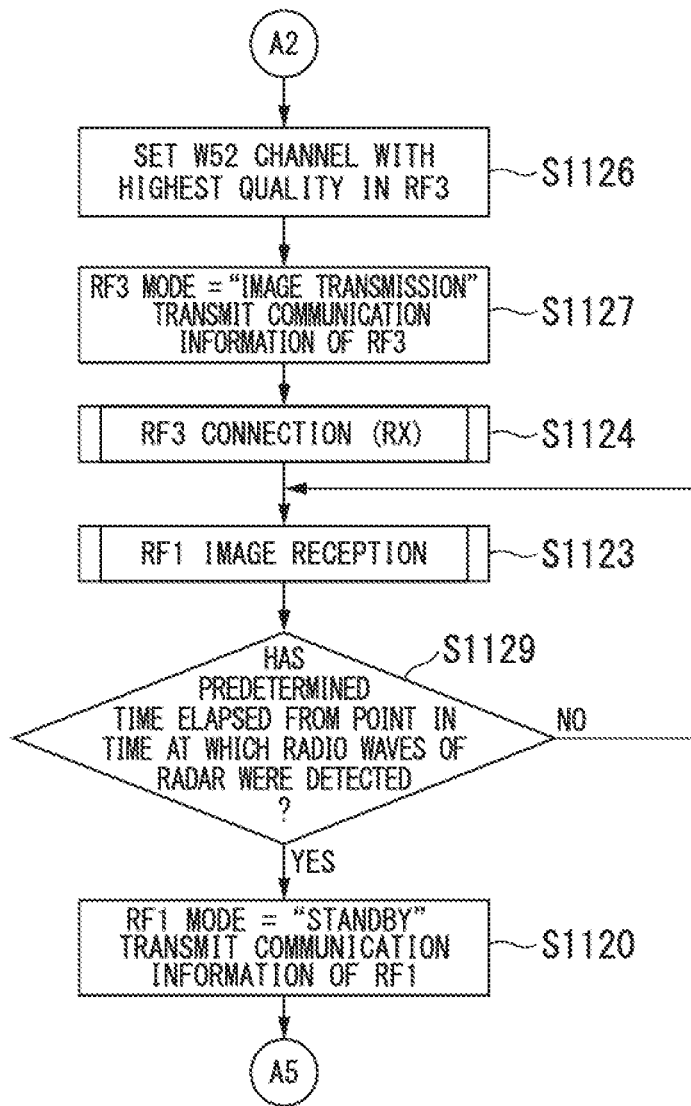 A2
SET W52 CHANNEL WITH
HIGHEST QUALITY IN RF3
S1126
RF3 MODE = "IMAGE TRANSMISSION"
TRANSMIT COMMUNICATION
INFORMATION OF RF3
S1127
RF3 CONNECTION (RX)
S1124
RF1 IMAGE RECEPTION
S1123
S1129
HAS
PREDETERMINED
TIME ELAPSED FROM POINT IN
TIME AT WHICH RADIO WAVES OF
RADAR WERE DETECTED
?
NO
YES
RF1 MODE = "STANDBY"
TRANSMIT COMMUNICATION
INFORMATION OF RF1
S1120
A5